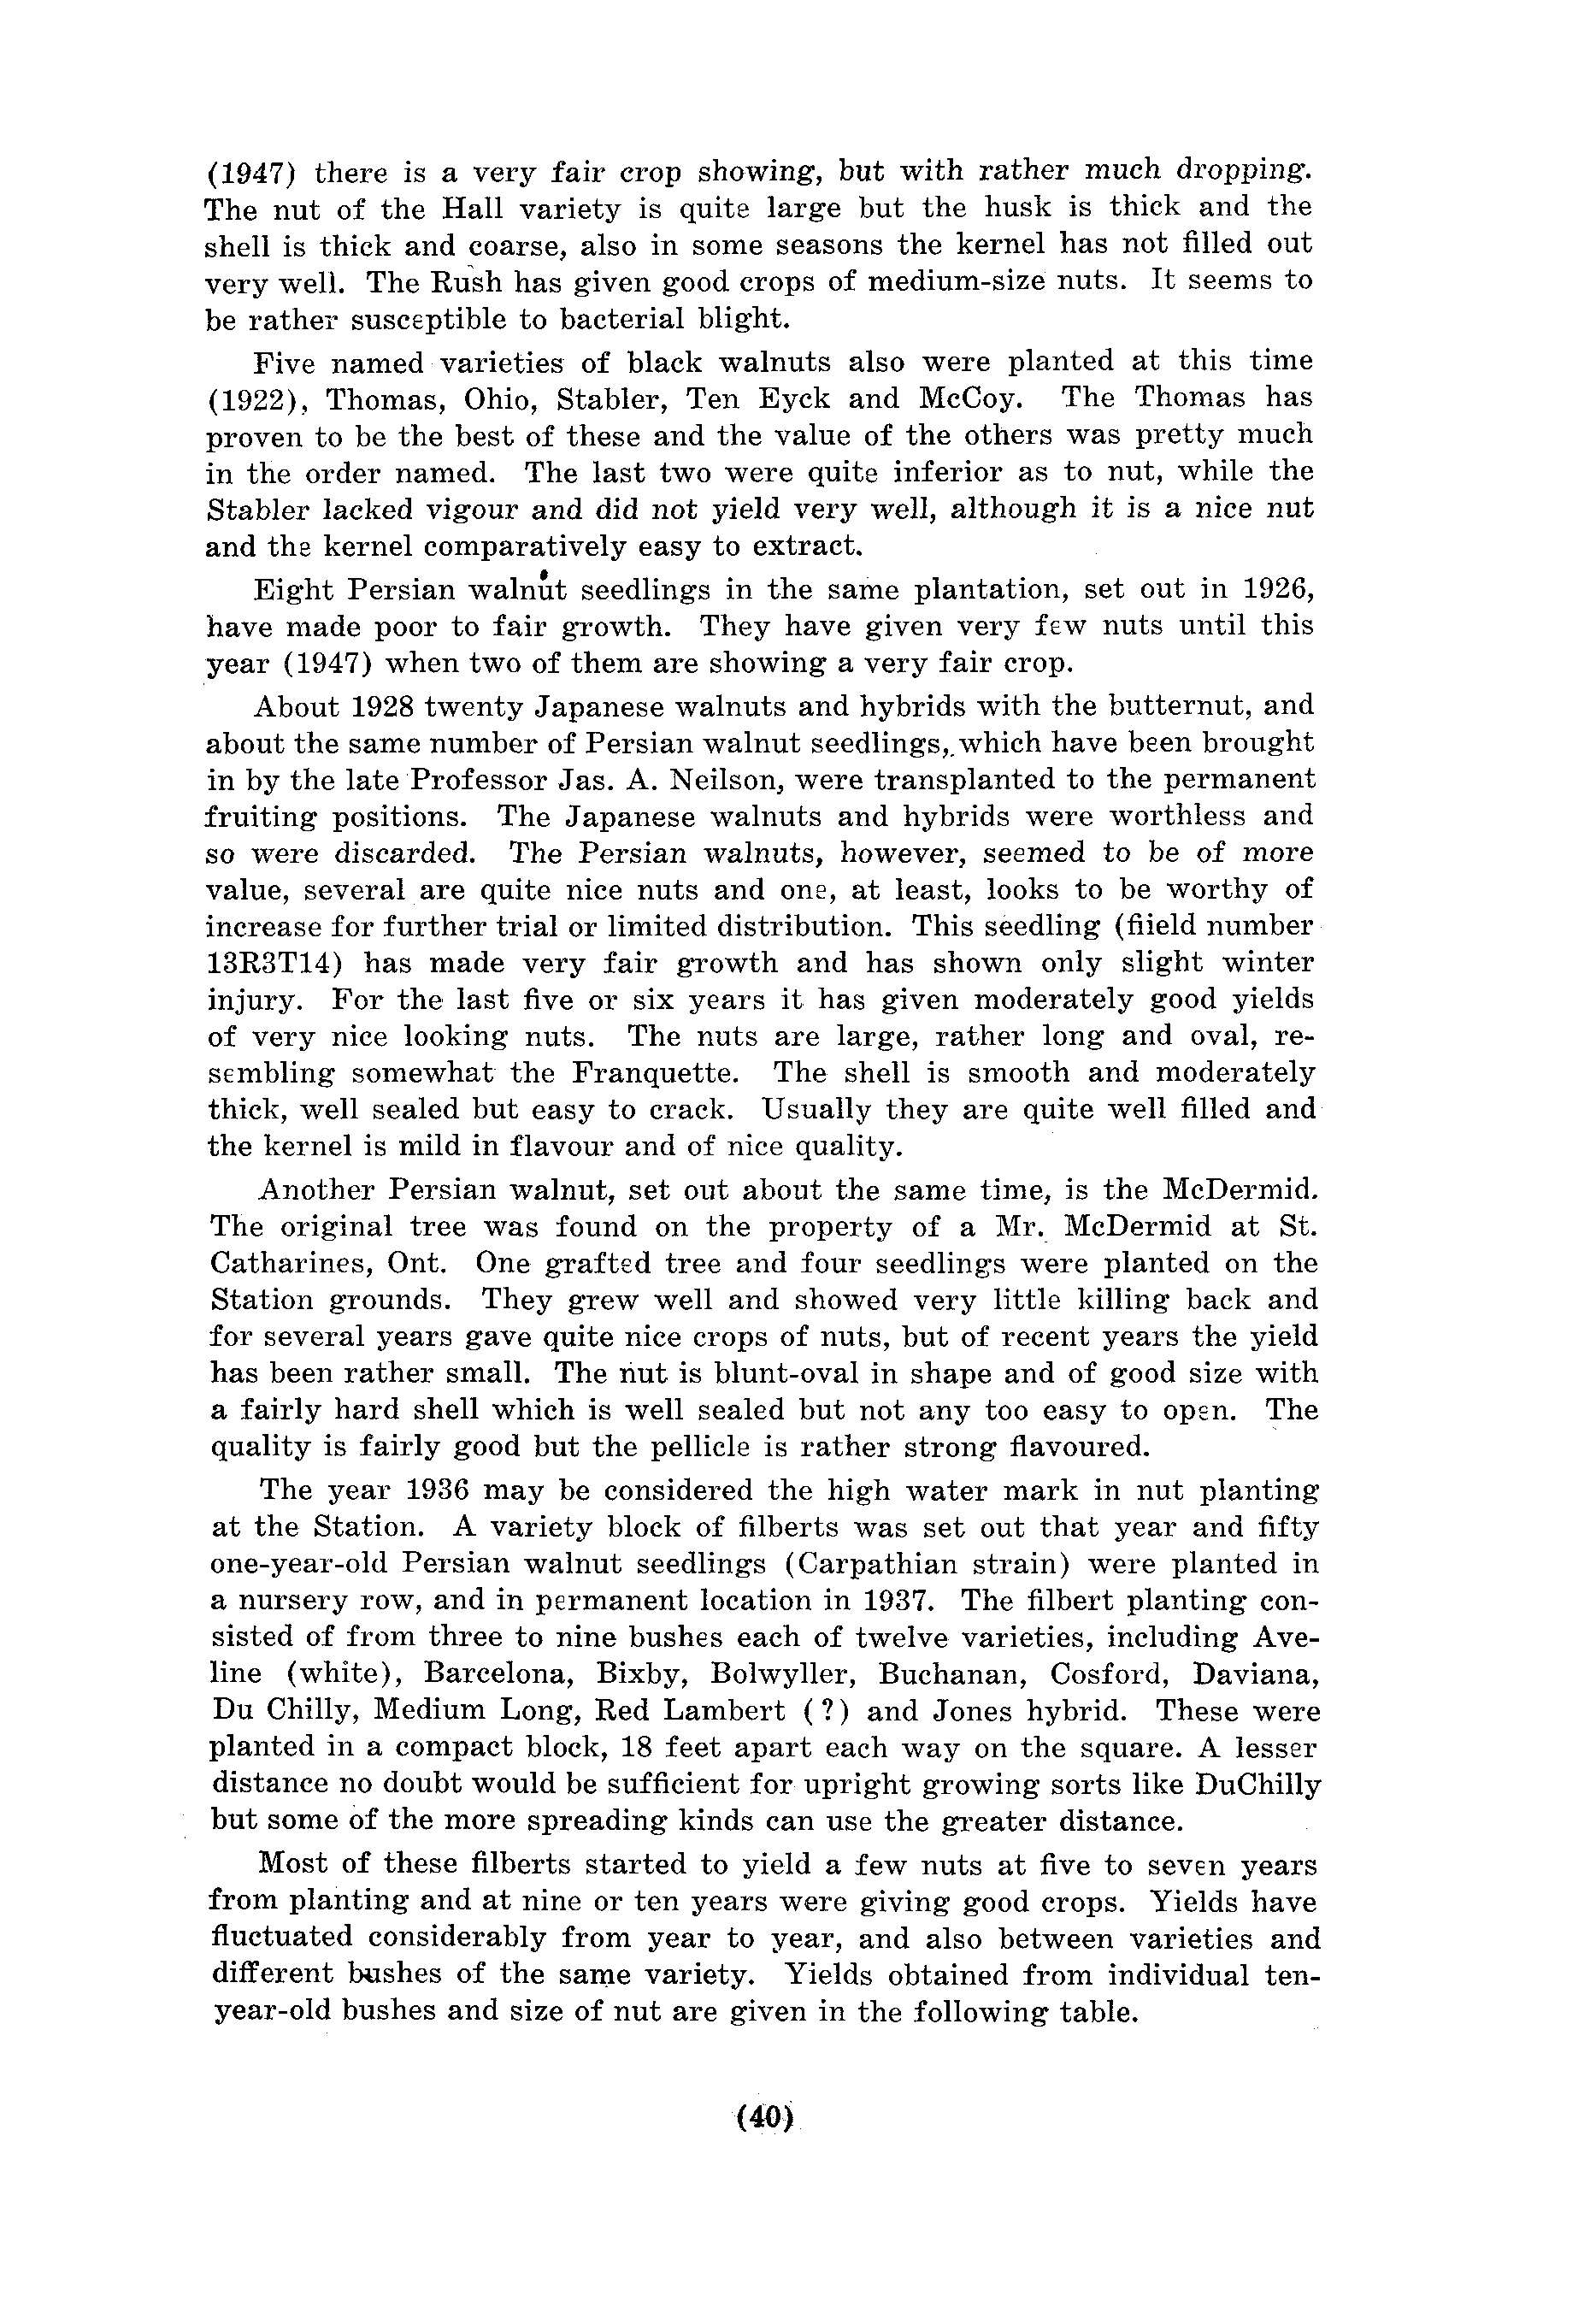 (1947) there is a very fair crop showing, but with rather much dropping.
The nut of the Hall variety is quite large but the husk is thick and the
shell is thick and coarse, also in some seasons the kernel has not filled out
very well. The Rush has given good crops of medium-size nuts. It seems to
be rather susceptible to bacterial blight.
Five named varieties of black walnuts also were planted at this time
(1922), Thomas, Ohio, Stabler, Ten Eyck and McCoy. The Thomas has
proven to be the best of these and the value of the others was pretty much
in the order named. The last two were quite inferior as to nut, while the
Stabler lacked vigour and did not yield very well, although it is a nice nut
and the kernel comparatively easy to extract.
Eight Persian walnut seedlings in the same plantation, set out in 1926,
have made poor to fair growth. They have given very few nuts until this
year (1947) when two of them are showing a very fair crop.
About 1928 twenty Japanese walnuts and hybrids with the butternut, and
about the same number of Persian walnut seedlings, which have been brought
in by the late Professor Jas. A. Neilson, were transplanted to the permanent
fruiting positions. The Japanese walnuts and hybrids were worthless and
so were discarded. The Persian walnuts, however, seemed to be of more
value, several are quite nice nuts and one, at least, looks to be worthy of
increase for further trial or limited distribution. This seedling (fiield number
13R3T14) has made very fair growth and has shown only slight winter
injury. For the last five or six years it has given moderately good yields
of very nice looking nuts. The nuts are large, rather long and oval, re-
sembling somewhat the Franquette. The shell is smooth and moderately
thick, well sealed but easy to crack. Usually they are quite well filled and
the kernel is mild in flavour and of nice quality.
Another Persian walnut, set out about the same time, is the McDermid.
The original tree was found on the property of a Mr. McDermid at St.
Catharines, Ont. One grafted tree and four seedlings were planted on the
Station grounds. They grew well and showed very little killing back and
for several years gave quite nice crops of nuts, but of recent years the yield
has been rather small. The nut is blunt-oval in shape and of good size with
a fairly hard shell which is well sealed but not any too easy to open. The
quality is fairly good but the pellicle is rather strong flavoured.
The year 1936 may be considered the high water mark in nut planting
at the Station. A variety block of filberts was set out that year and fifty
one-year-old Persian walnut seedlings (Carpathian strain) were planted in
a nursery row, and in permanent location in 1937. The filbert planting con-
sisted of from three to nine bushes each of twelve varieties, including Ave-
line (white), Barcelona, Bixby, Bolwyller, Buchanan, Cosford, Daviana,
Du Chilly, Medium Long, Red Lambert (?) and Jones hybrid. These were
planted in a compact block, 18 feet apart each way on the square. A lesser
distance no doubt would be sufficient for upright growing sorts like DuChilly
but some of the more spreading kinds can use the greater distance.
Most of these filberts started to yield a few nuts at five to seven years
from planting and at nine or ten years were giving good crops. Yields have
fluctuated considerably from year to year, and also between varieties and
different bushes of the same variety. Yields obtained from individual ten-
year-old bushes and size of nut are given in the following table.
(40)